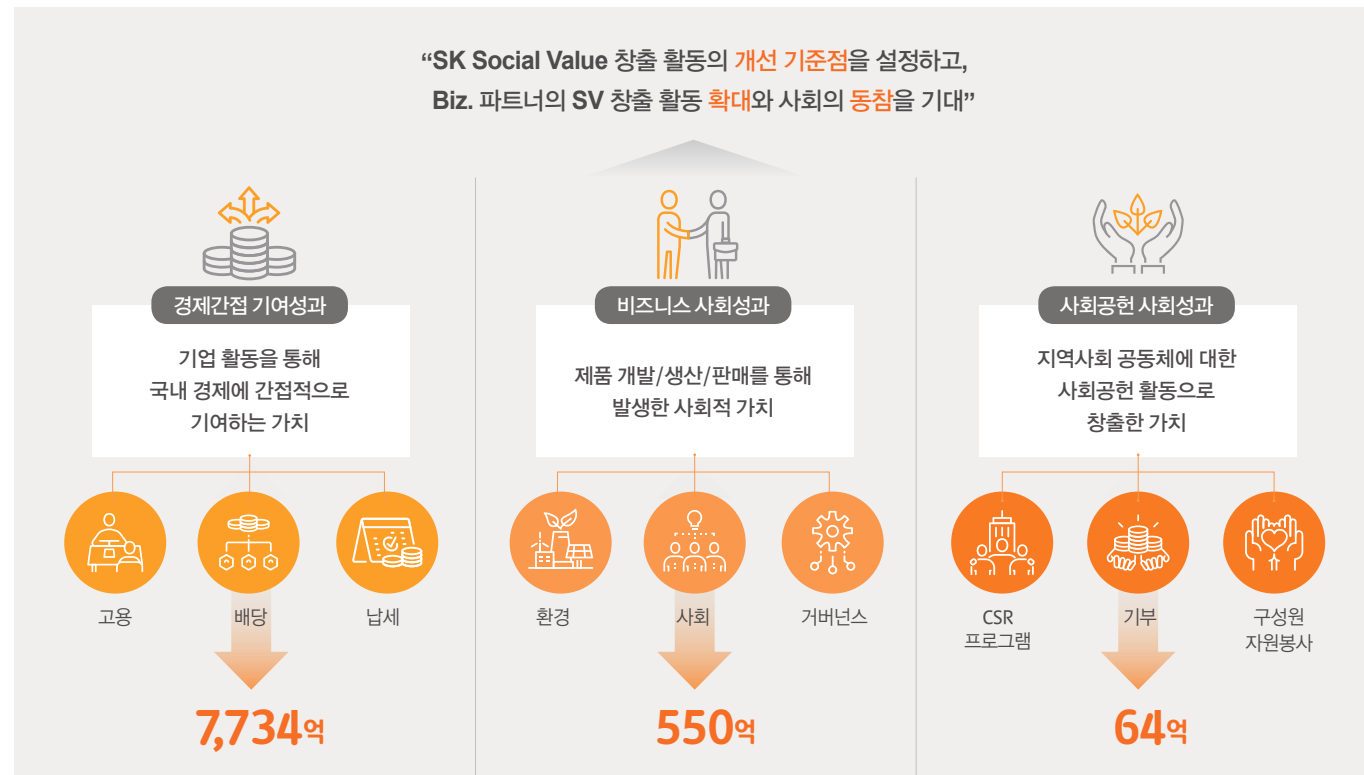 “SK Social Value 창출 활동의 개선 기준점을 설정하고,
Biz. 파트너의 SV 창출 활동 확대와 사회의 동참을 기대”
경제간접 기여성과
기업 활동을 통해
국내 경제에 간접적으로
기여하는 가치
고용
배당
납세
7,734억
비즈니스 사회성과
제품 개발/생산/판매를 통해
발생한 사회적 가치
환경
사회
거버넌스
550억
사회공헌 사회성과
지역사회 공동체에 대한
사회공헌 활동으로
창출한 가치
CSR
프로그램
기부
구성원
자원봉사
64억